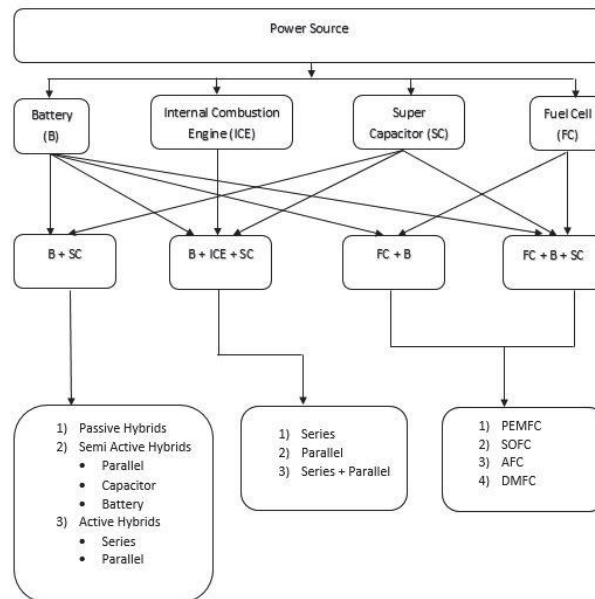 Power Source
Battery
(B)
Internal Combustion
Engine (ICE)
Super
Capacitor (SC)
Fuel Cell
(FC)
B + SC
B + ICE + SC
FC + B
FC + B + SC
1) Passive Hybrids
2) Semi Active Hybrids
• Parallel
• Capacitor
• Battery
3) Active Hybrids
• Series
• Parallel
1) Series
2) Parallel
3) Series + Parallel
1) PEMFC
2) SOFC
3) AFC
4) DMFC